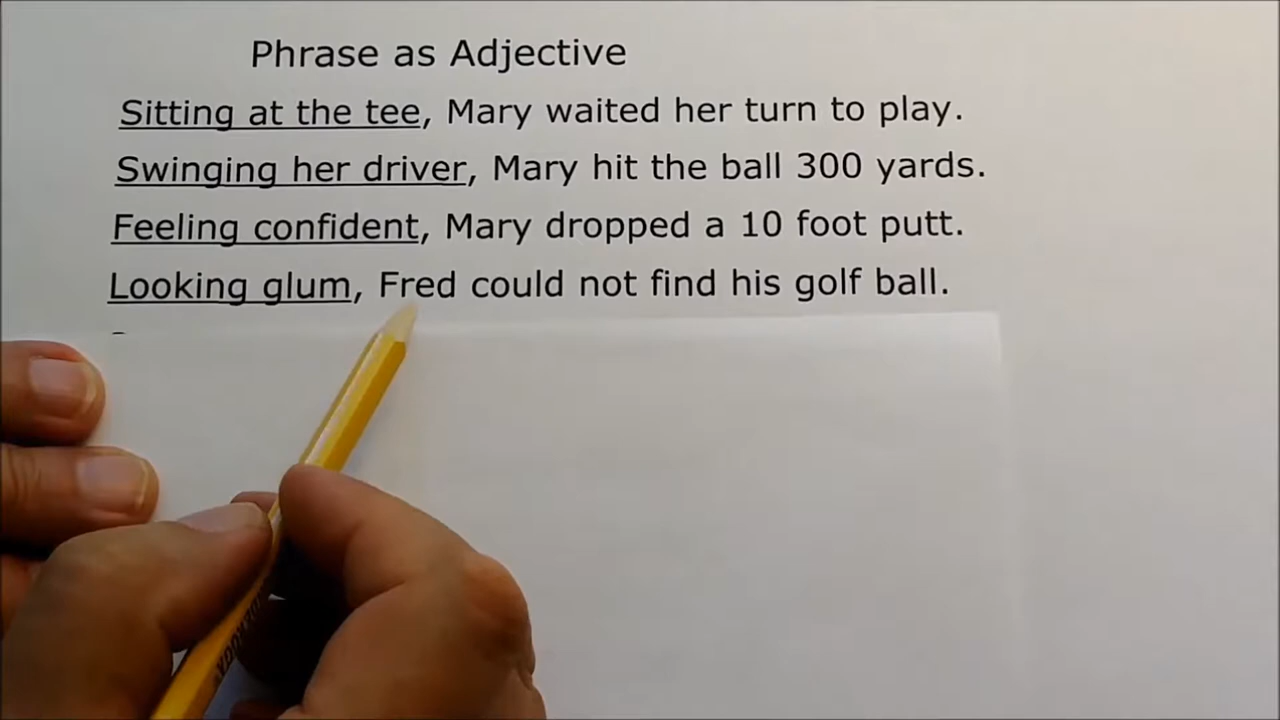 Phrase as Adjective
Sitting at the tee, Mary waited her turn to play.
Swinging her driver, Mary hit the ball 300 yards.
Feeling confident, Mary dropped a 10 foot putt.
Looking glum, Fred could not find his golf ball.